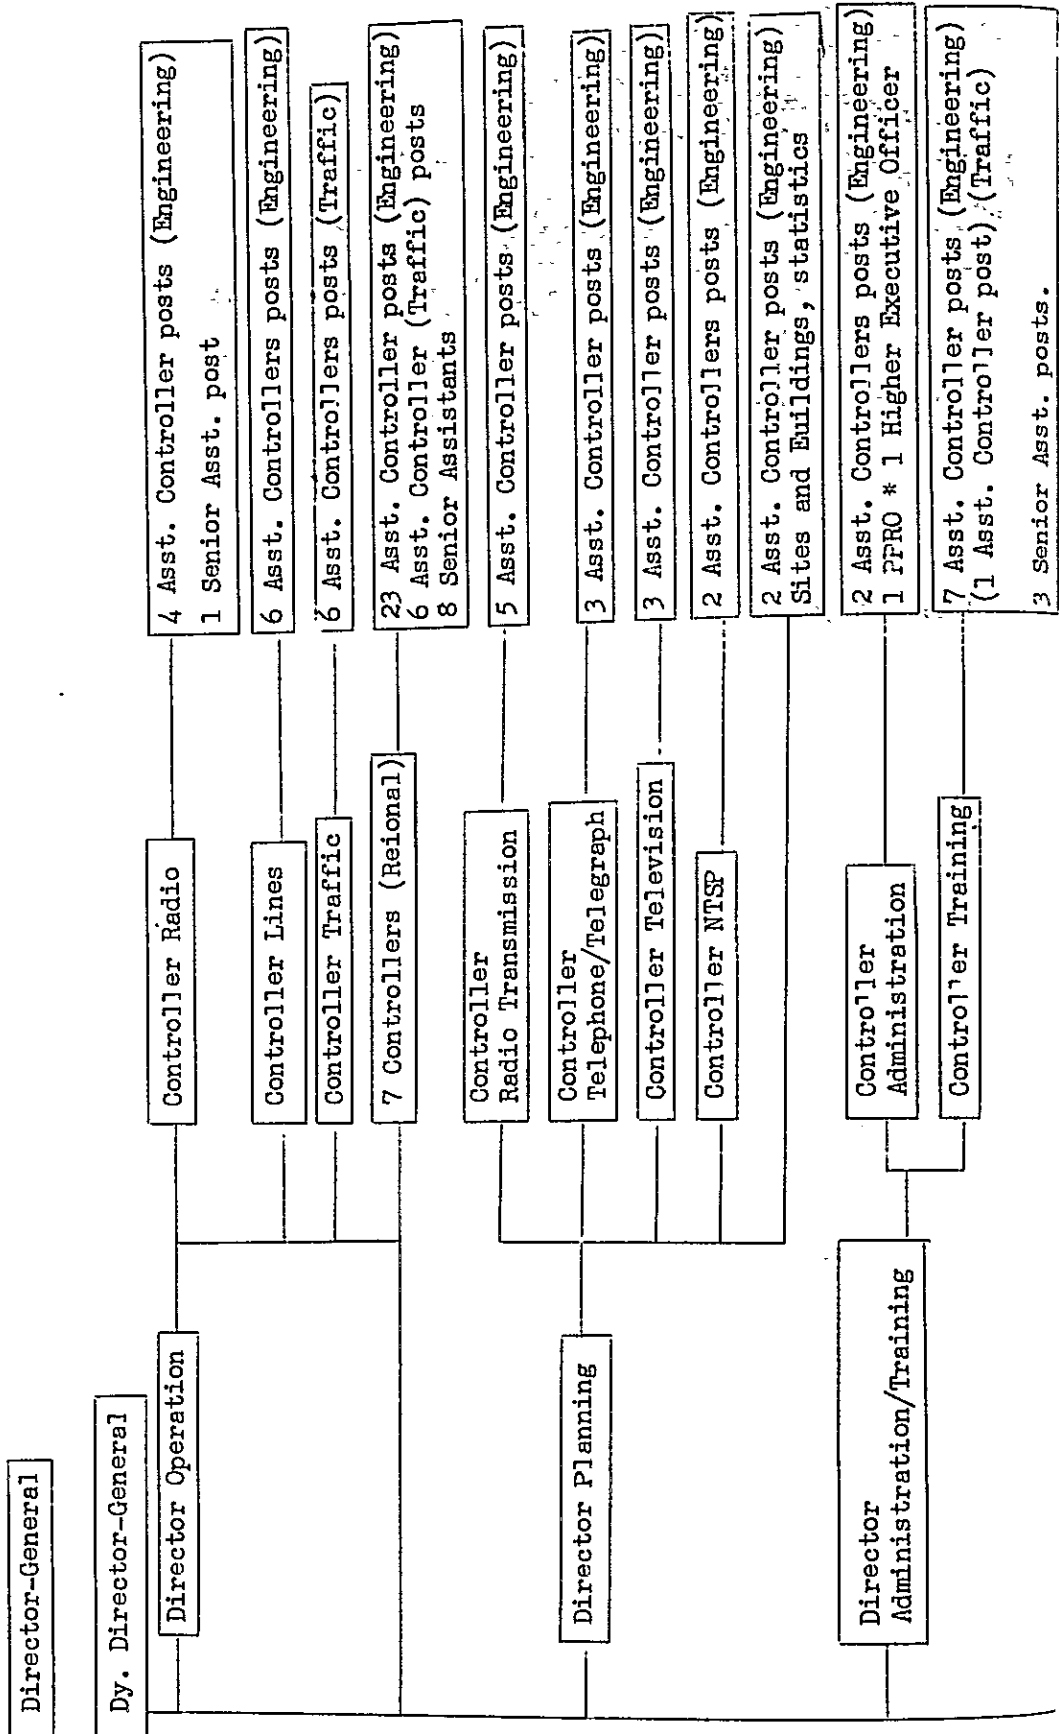 Director-General
Dy. Director-General
Director Operation
Controller Radio
4 Asst. Controller posts (Engineering)
1 Senior Asst. post
Controller Lines
6 Asst. Controllers posts (Engineering)
Controller Traffic
6 Asst. Controllers posts (Traffic)
7 Controllers (Reional)
23 Asst. Controller posts (Engineering)
6 Asst. Controller (Traffic) posts
8 Senior Assistants
Director Planning
Controller
Radio Transmission
5 Asst. Controller posts (Engineering)
Controller
Telephone/Telegraph
3 Asst. Controller posts (Engineering)
Controller Television
3 Asst. Controller posts (Engineering)
Controller NTSP
2 Asst. Controllers posts (Engineering
2 Asst. Controller posts (Engineering)
Sites and Euildings, statistics
Director
Administration/Training
Controller
Administration
2 Asst. Controllers posts (Engineering)
1 PPRO * 1 Higher Executive Officer
Controller Training
7 Asst. Controller posts (Engineering)
(1 Asst. Controller post) (Traffic)
3 Senior Asst. posts.